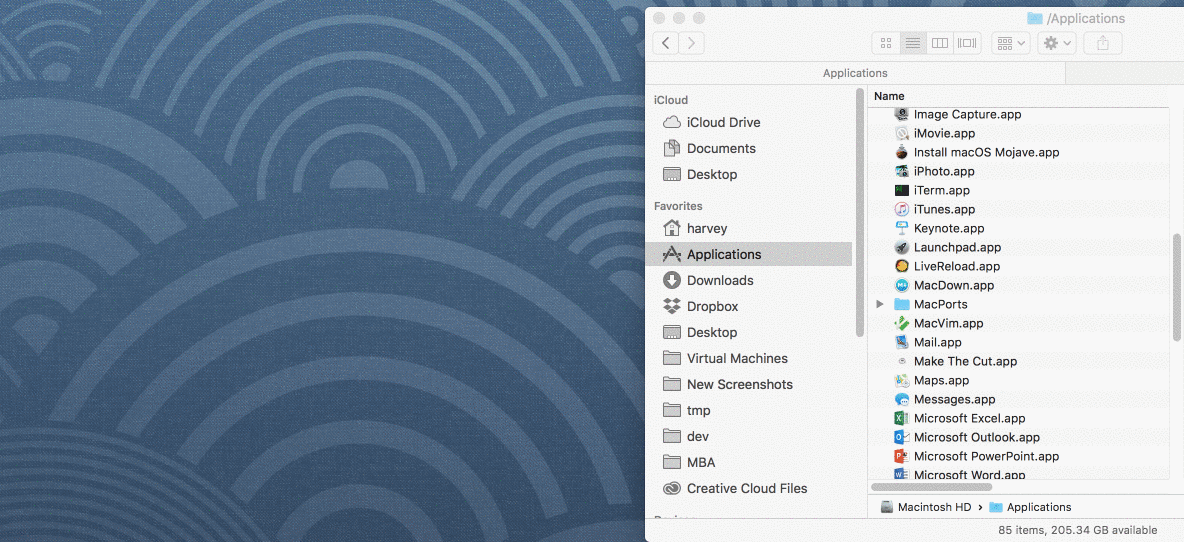 /Applications
Applications
iCloud
iCloud Drive
Documents
Desktop
Favorites
harvey
Applications
Downloads
Dropbox
Desktop
Virtual Machines
New Screenshots
tmp
dev
MBA
Creative Cloud Files
Name
Image Capture.app
iMovie.app
Install macOS Mojave.app
iPhoto.app
iTerm.app
iTunes.app
Keynote.app
Launchpad.app
LiveReload.app
MacDown.app
MacPorts
MacVim.app
Mail.app
Make The Cut.app
Maps.app
Messages.app
Microsoft Excel.app
Microsoft Outlook.app
Microsoft PowerPoint.app
Microsoft Word.app
Macintosh HD › Applications
85 items, 205.34 GB available